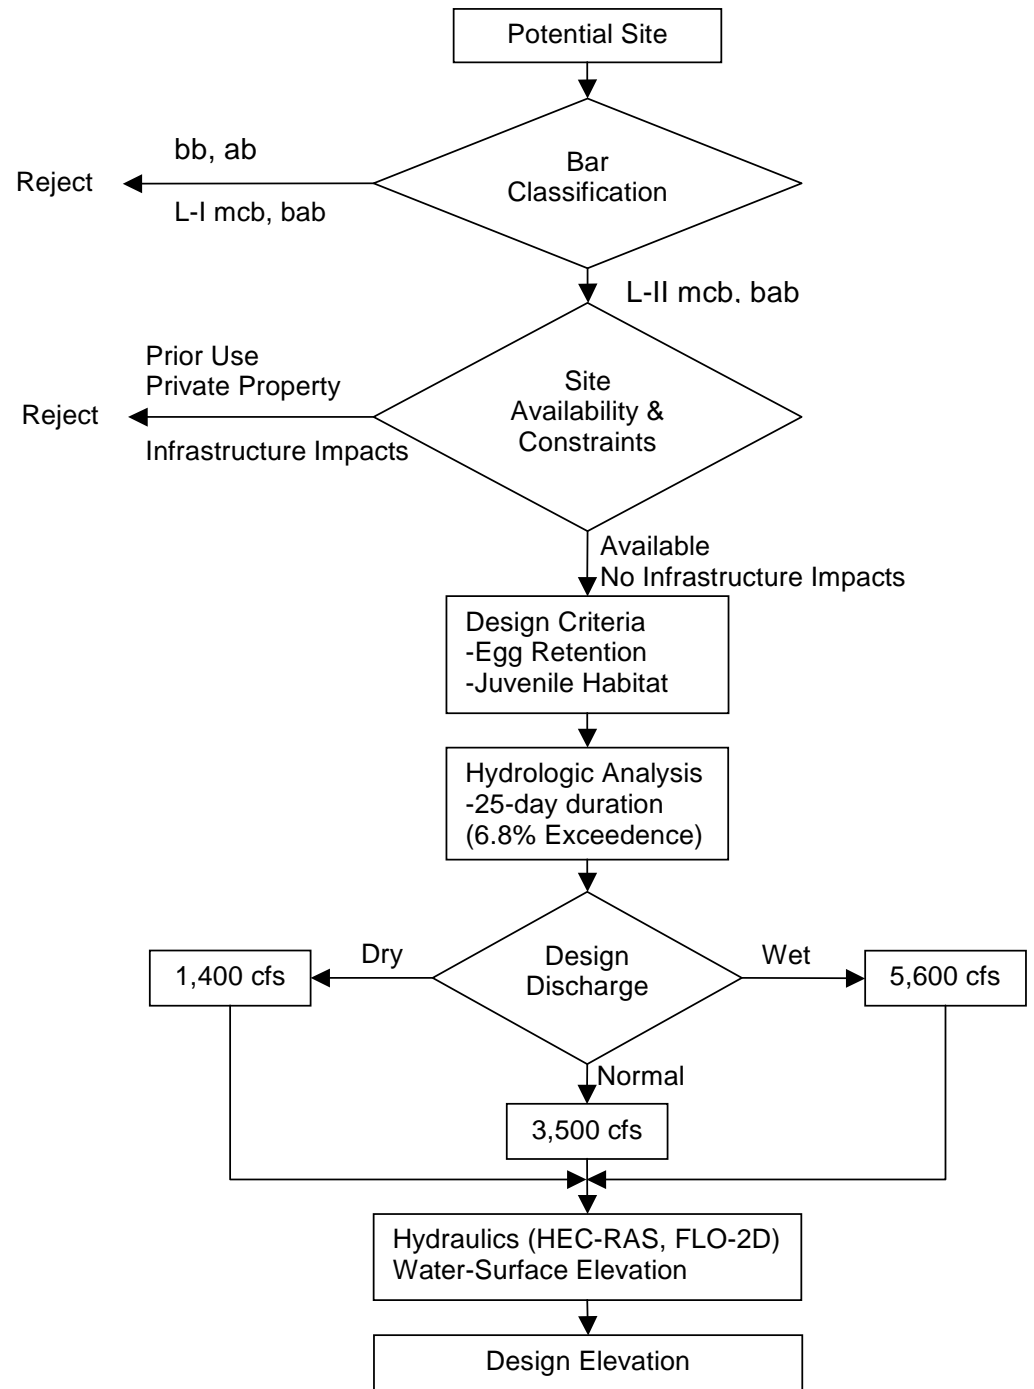 Potential Site
bb, ab
Bar
Classification
Reject
L-I mcb, bab
L-II mcb, bab
Prior Use
Private Property
Site
Availability &
Constraints
Reject
Infrastructure Impacts
Available
No Infrastructure Impacts
Design Criteria
-Egg Retention
-Juvenile Habitat
Hydrologic Analysis
-25-day duration
(6.8% Exceedence)
Dry
Design
Discharge
Wet
1,400 cfs
5,600 cfs
Normal
3,500 cfs
Hydraulics (HEC-RAS, FLO-2D)
Water-Surface Elevation
Design Elevation